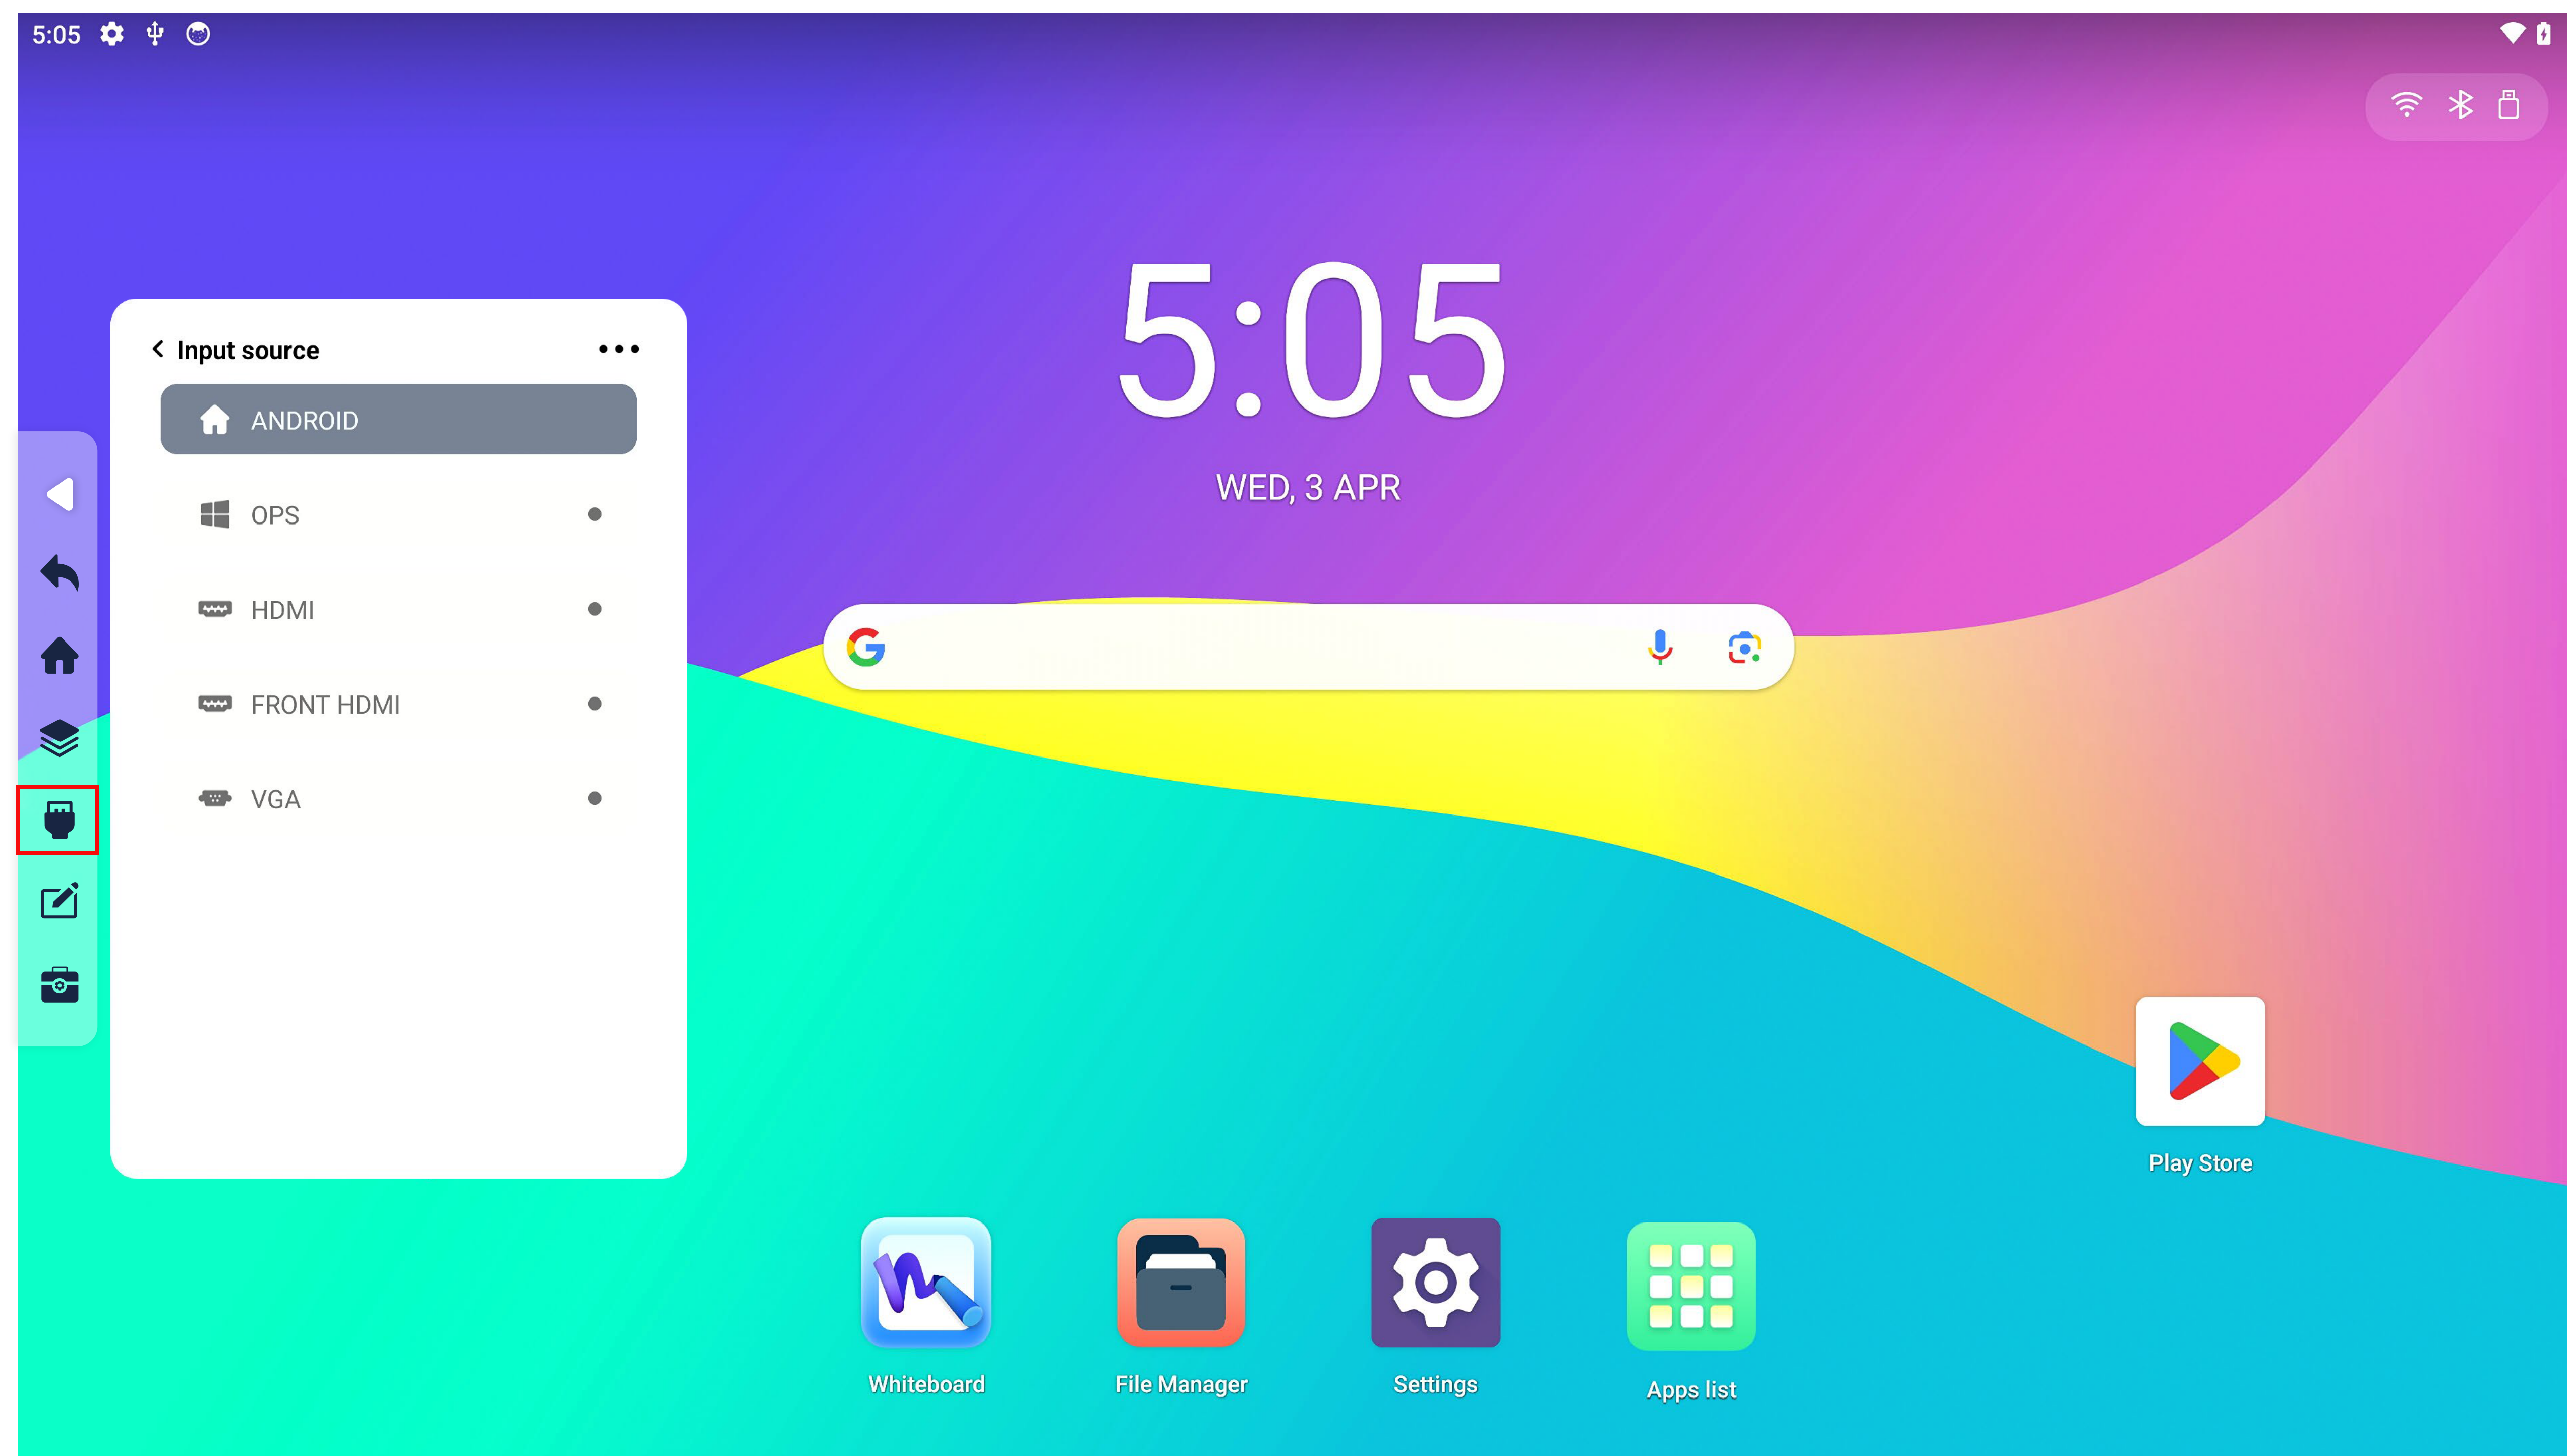 5:05
5:05
WED, 3 APR
Input source
ANDROID
OPS
HDMI
FRONT HDMI
VGA
Play Store
Whiteboard
File Manager
Settings
Apps list